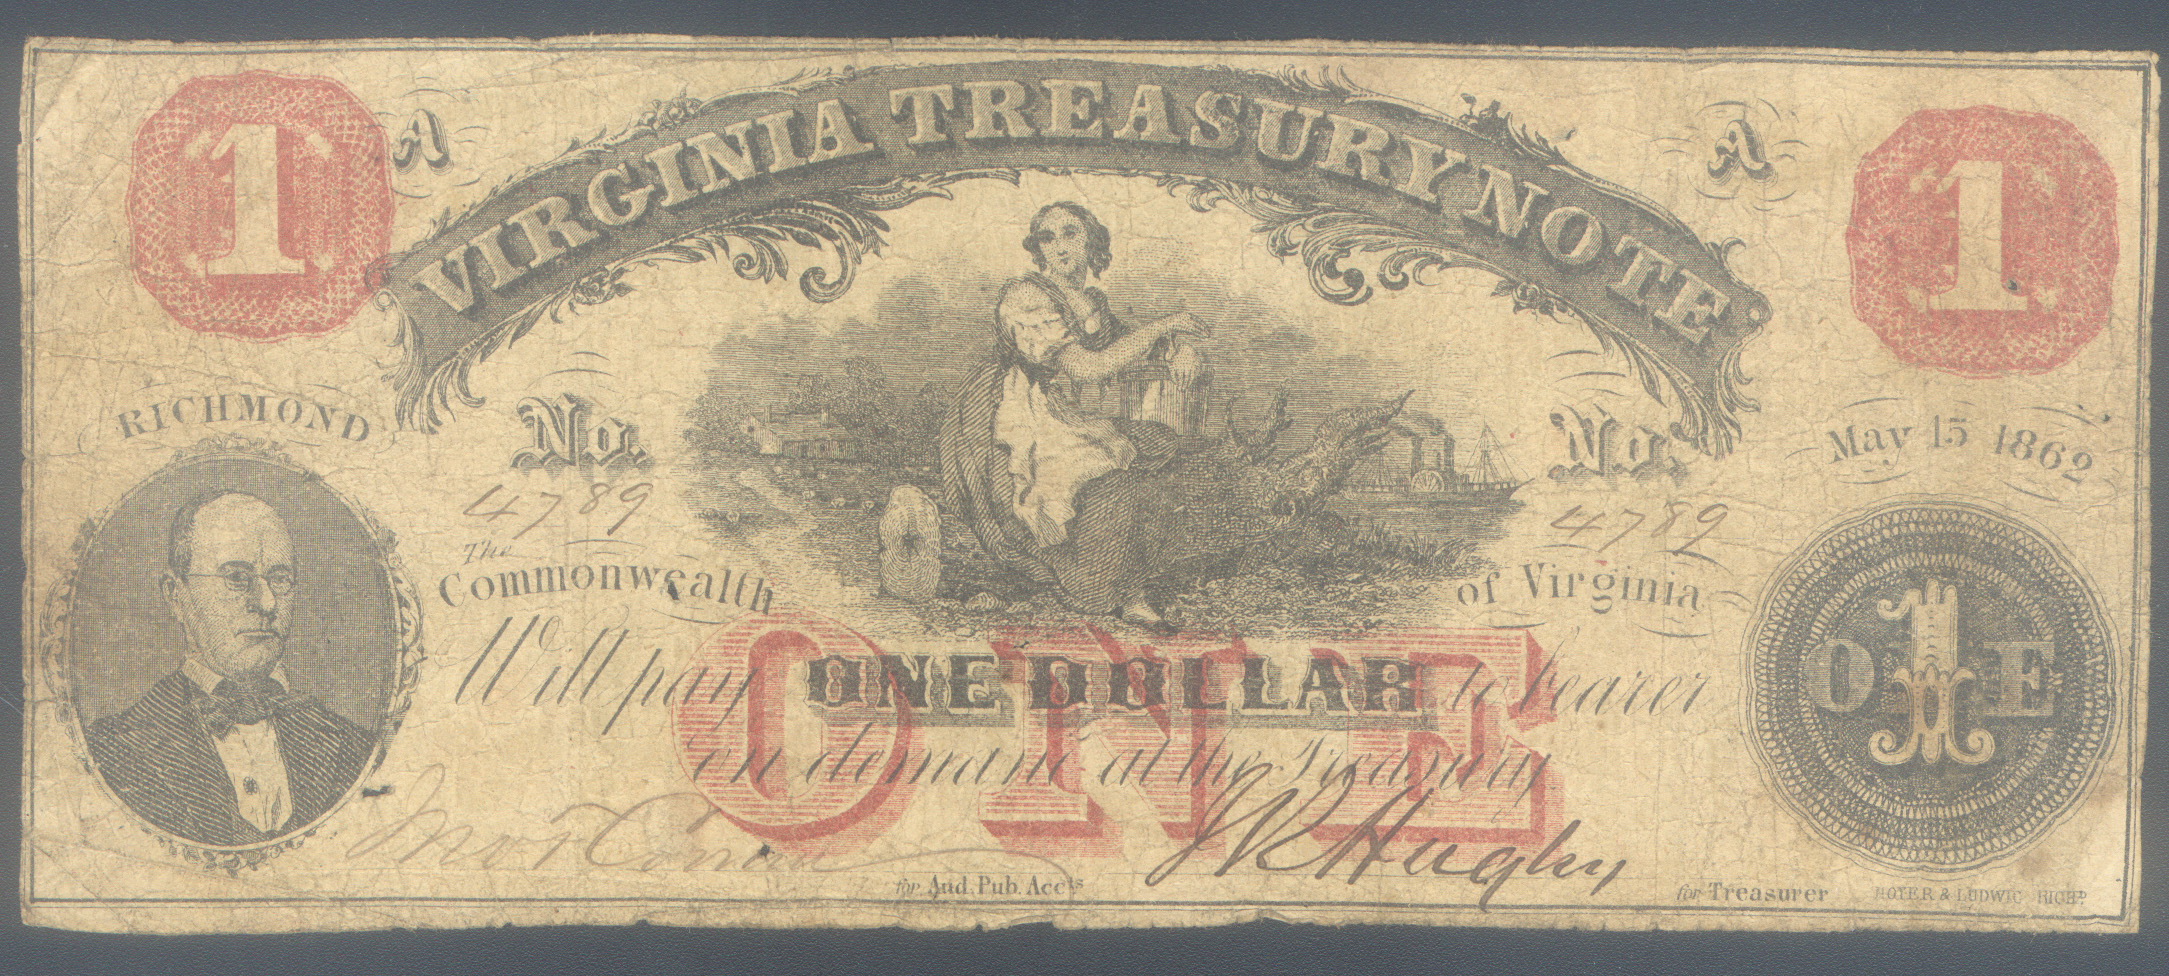 1 A VIRGINIA TREASURY NOTE A 1
RICHMOND No. No. May 15 1862
4789 4789
The Commonwealth of Virginia
Will pay ONE DOLLAR to bearer
ONE
on demand at the Treasury
ONE 1
for Aud. Pub. Accts for Treasurer HOYER & LUDWIG RICHD